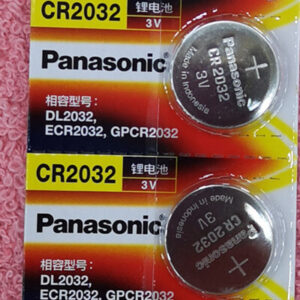 CR2032
锂电池
3V
Panasonic
相容型号:
DL2032,
ECR2032, GPCR2032
Panasonic
CR2032
3V
Made in Indonesia
+
CR2032
锂电池
3V
Panasonic
相容型号:
DL2032,
ECR2032, GPCR2032
Panasonic
CR2032
3V
Made in Indonesia
+